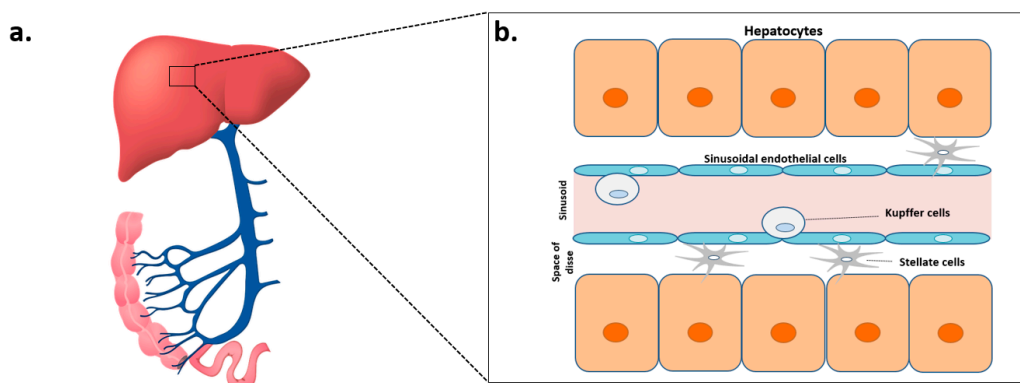 a.
b.
Hepatocytes
Sinusoidal endothelial cells
Sinusoid
Kupffer cells
Space of
disse
Stellate cells